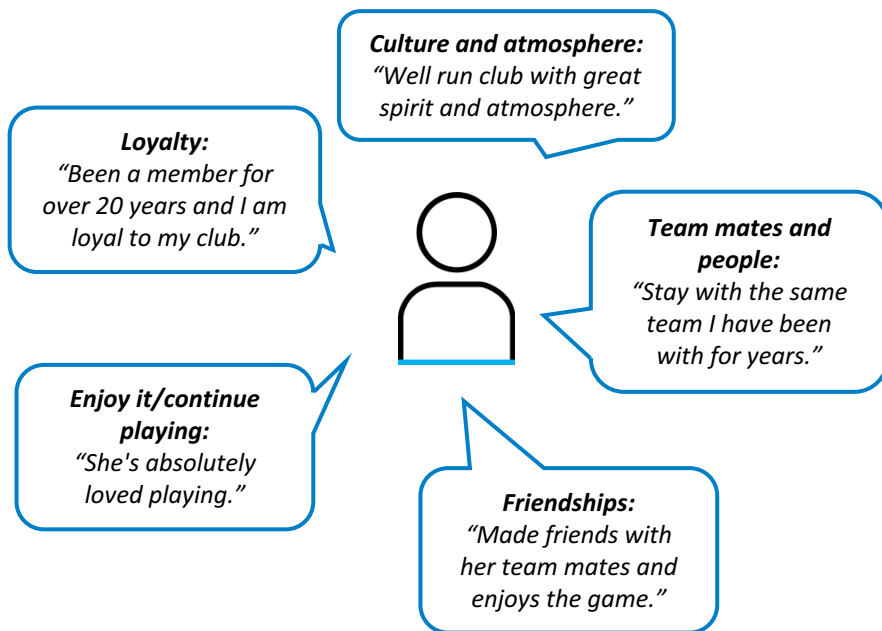 Culture and atmosphere:
“Well run club with great
spirit and atmosphere.”
Loyalty:
“Been a member for
over 20 years and I am
loyal to my club.”
Team mates and
people:
“Stay with the same
team I have been
with for years.”
Enjoy it/continue
playing:
“She's absolutely
loved playing.”
Friendships:
“Made friends with
her team mates and
enjoys the game.”